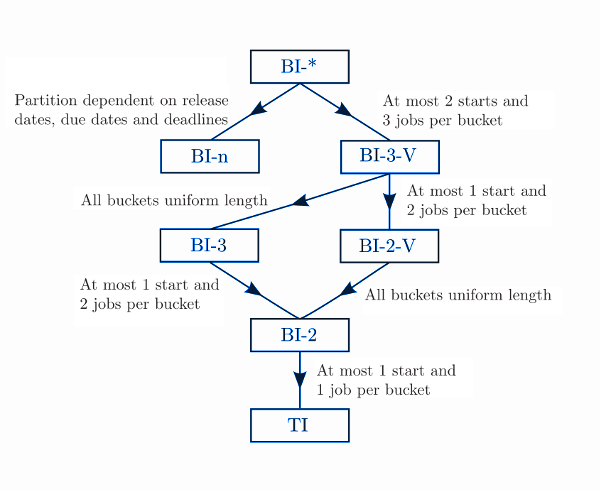 BI-*
Partition dependent on release
dates, due dates and deadlines
At most 2 starts and
3 jobs per bucket
BI-n
BI-3-V
All buckets uniform length
At most 1 start and
2 jobs per bucket
BI-3
BI-2-V
At most 1 start and
2 jobs per bucket
All buckets uniform length
BI-2
At most 1 start and
1 job per bucket
TI